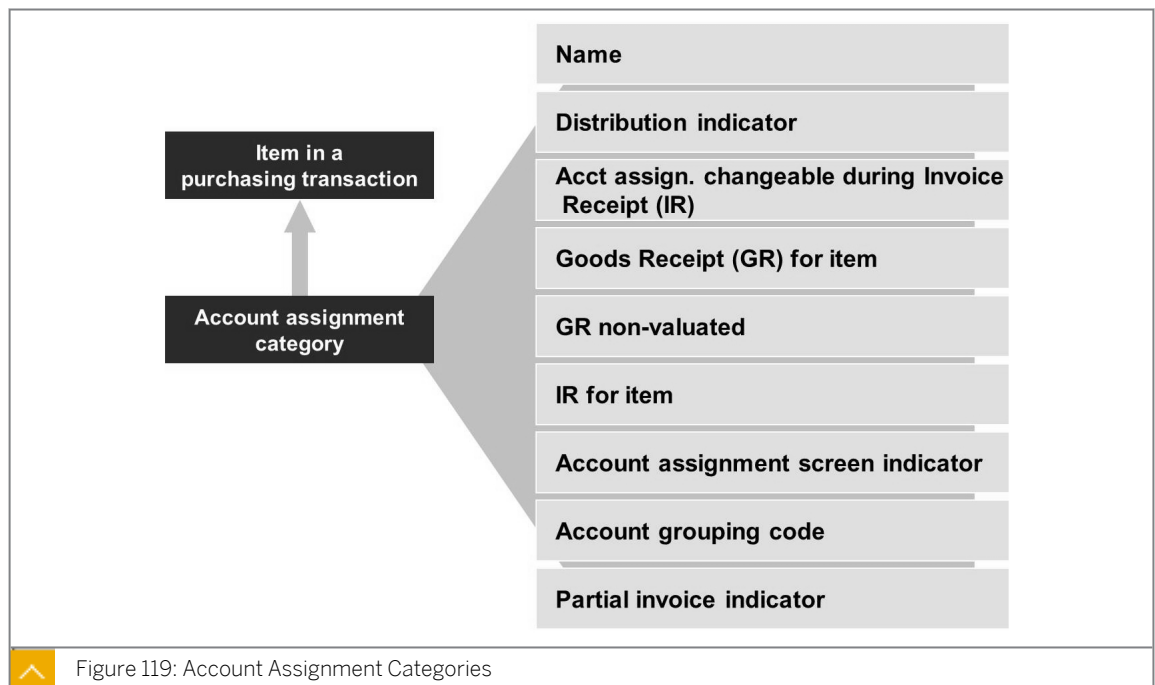 Name
Distribution indicator
Item in a
purchasing transaction
Acct assign. changeable during Invoice
Receipt (IR)
Goods Receipt (GR) for item
Account assignment
category
GR non-valuated
IR for item
Account assignment screen indicator
Account grouping code
Partial invoice indicator
Figure 119: Account Assignment Categories